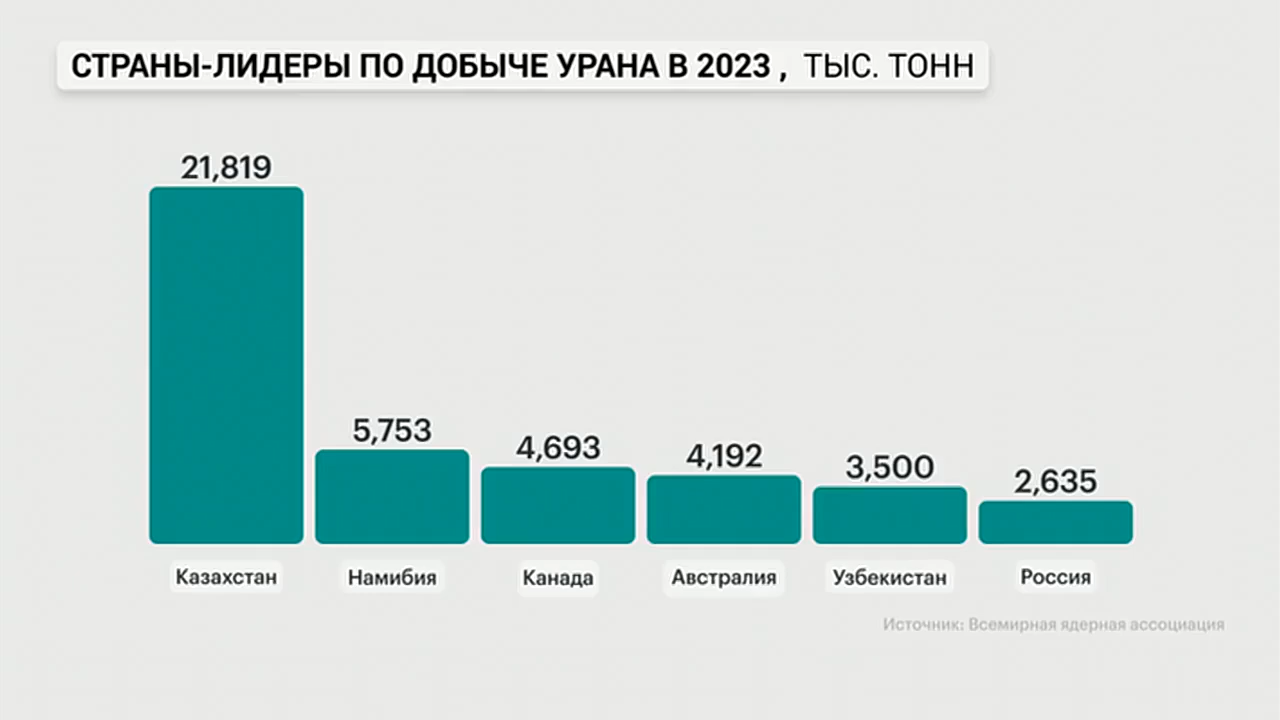 СТРАНЫ-ЛИДЕРЫ ПО ДОБЫЧЕ УРАНА В 2023 , ТЫС. ТОНН
21,819
5,753
4,693
4,192
3,500
2,635
Казахстан
Намибия
Канада
Австралия
Узбекистан
Россия
Источник: Всемирная ядерная ассоциация